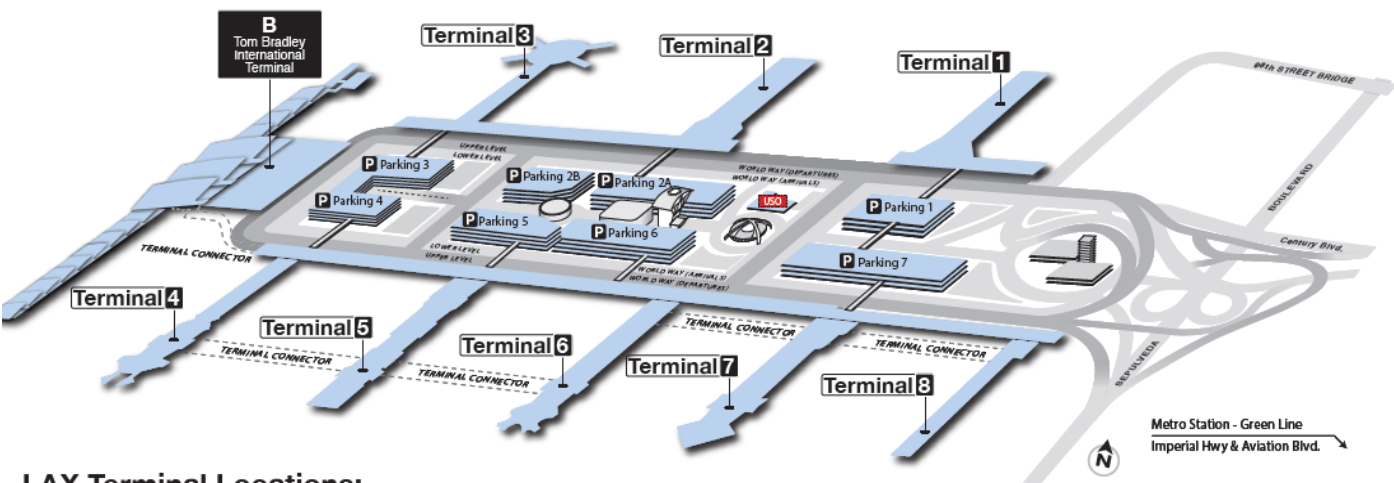 B
Tom Bradley
International
Terminal
Terminal 3
Terminal 2
Terminal 1
96th STREET BRIDGE
UPPER LEVEL
LOWER LEVEL
P Parking 3
P Parking 2B
P Parking 2A
WORLD WAY (DEPARTURES)
WORLD WAY (ARRIVALS)
USO
P Parking 1
BOULEVARD
P Parking 4
P Parking 5
P Parking 6
P Parking 7
Century Blvd.
TERMINAL CONNECTOR
LOWER LEVEL
UPPER LEVEL
WORLD WAY (ARRIVALS)
WORLD WAY (DEPARTURES)
Terminal 4
Terminal 5
Terminal 6
Terminal 7
Terminal 8
TERMINAL CONNECTOR
TERMINAL CONNECTOR
TERMINAL CONNECTOR
TERMINAL CONNECTOR
SEPULVEDA
Metro Station - Green Line
Imperial Hwy & Aviation Blvd.
N
LAX Terminal Locations: